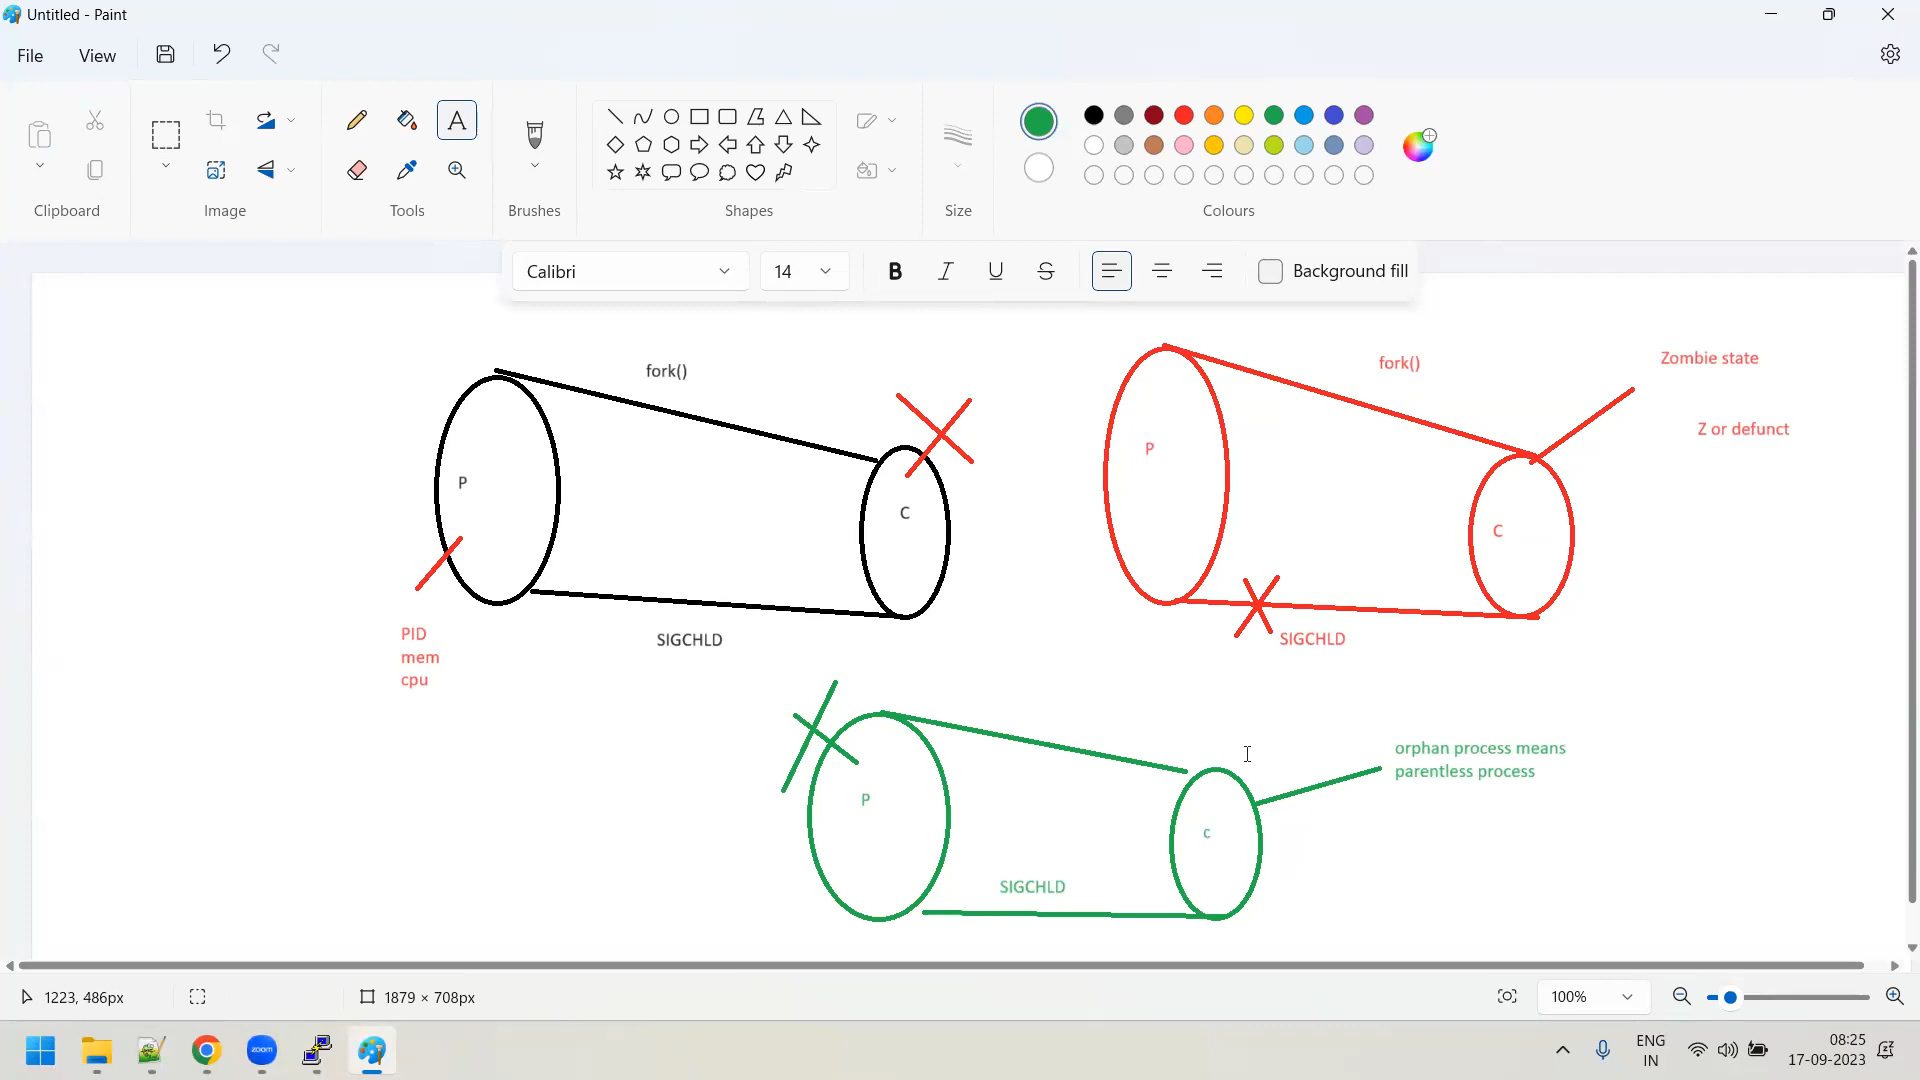 Untitled - Paint
File
View
Clipboard
Image
Tools
Brushes
Shapes
Size
Colours
A
Calibri
14
B
I
U
S
Background fill
fork()
fork()
Zombie state
Z or defunct
P
P
C
C
PID
mem
cpu
SIGCHLD
SIGCHLD
orphan process means
parentless process
P
c
SIGCHLD
1223, 486px
1879 × 708px
100%
zoom
ENG
IN
08:25
17-09-2023